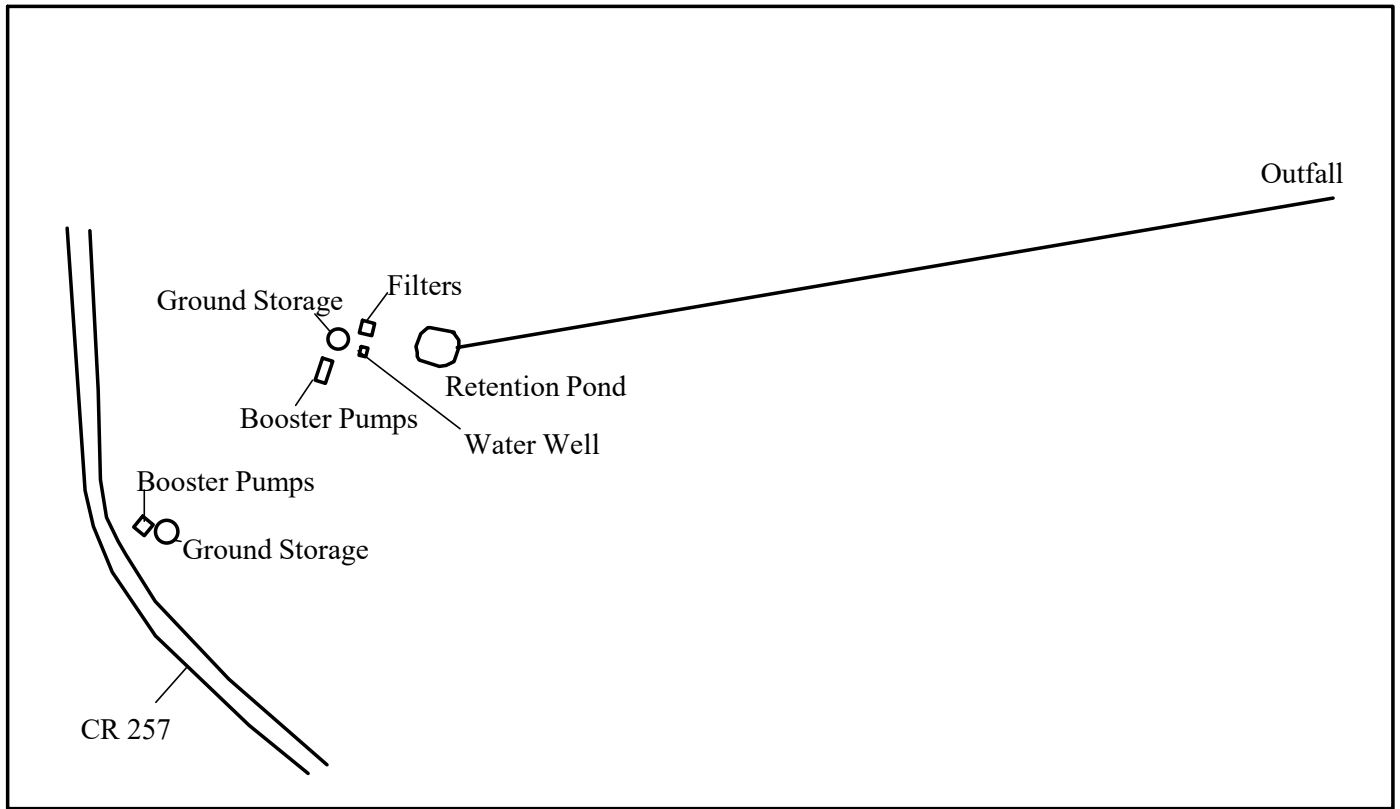 Outfall
Filters
Ground Storage
Retention Pond
Booster Pumps
Water Well
Booster Pumps
Ground Storage
CR 257